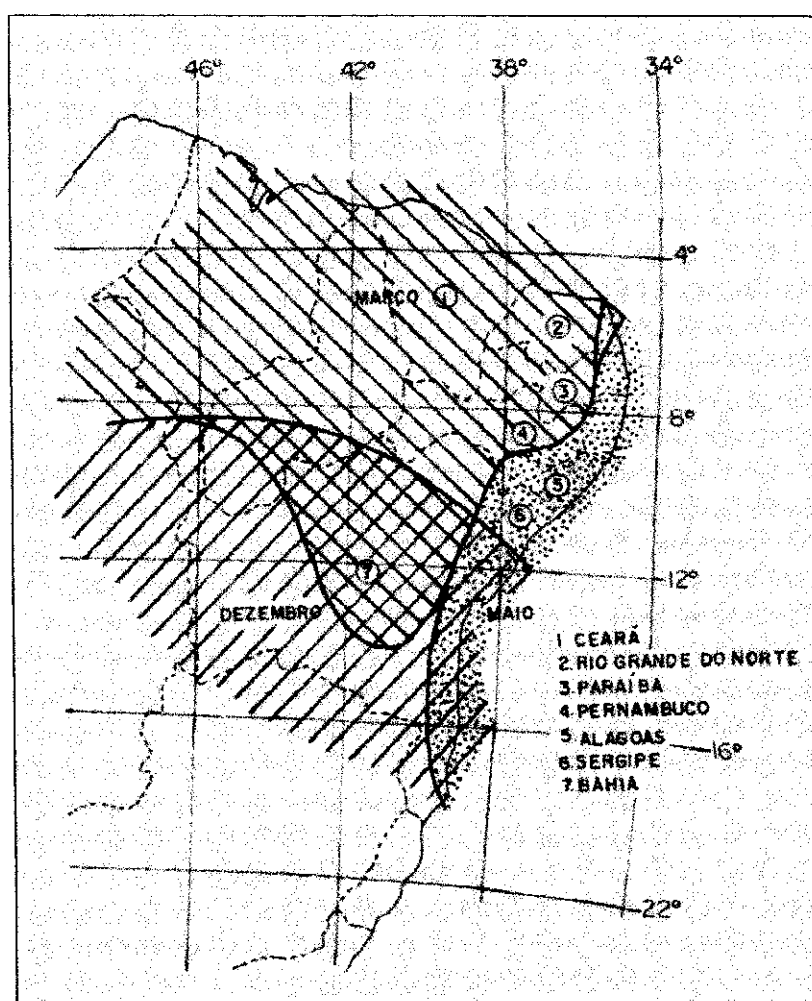 46° 42° 38° 34°
4°
MARCO 1
2
3
8°
4
5
6
7
12°
DEZEMBRO MAIO
1 CEARÁ
2. RIO GRANDE DO NORTE
3. PARAÍBA
4. PERNAMBUCO
5 ALAGOAS 16°
6. SERGIPE
7. BAHIA
22°